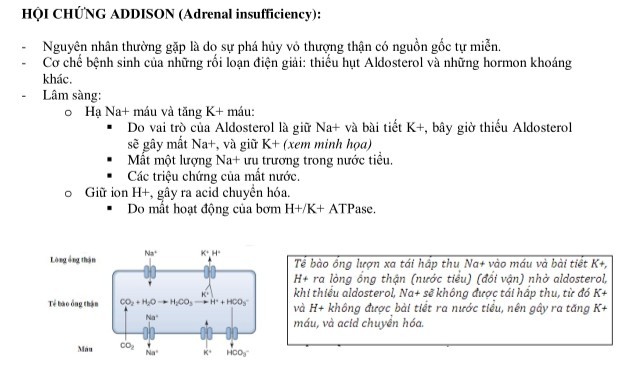 HỘI CHỨNG ADDISON (Adrenal insufficiency):
- Nguyên nhân thường gặp là do sự phá hủy vỏ thượng thận có nguồn gốc tự miễn.
- Cơ chế bệnh sinh của những rối loạn điện giải: thiếu hụt Aldosterol và những hormon khoáng
khác.
- Lâm sàng:
o Hạ Na+ máu và tăng K+ máu:
▪ Do vai trò của Aldosterol là giữ Na+ và bài tiết K+, bây giờ thiếu Aldosterol
sẽ gây mất Na+, và giữ K+ (xem minh họa)
▪ Mất một lượng Na+ ưu trương trong nước tiểu.
▪ Các triệu chứng của mất nước.
o Giữ ion H+, gây ra acid chuyển hóa.
▪ Do mất hoạt động của bơm H+/K+ ATPase.
Lòng ống thận
Na⁺ K⁺ H⁺
Tế bào ống thận
K⁺
CO₂ + H₂O → H₂CO₃ → H⁺ + HCO₃⁻
Na⁺
Máu
CO₂ Na⁺ K⁺ HCO₃⁻
Tế bào ống lượn xa tái hấp thu Na+ vào máu và bài tiết K+,
H+ ra lòng ống thận (nước tiểu) (đối vận) nhờ aldosterol,
khi thiếu aldosterol, Na+ sẽ không được tái hấp thu, từ đó K+
và H+ không được bài tiết ra nước tiểu, nên gây ra tăng K+
máu, và acid chuyển hóa.